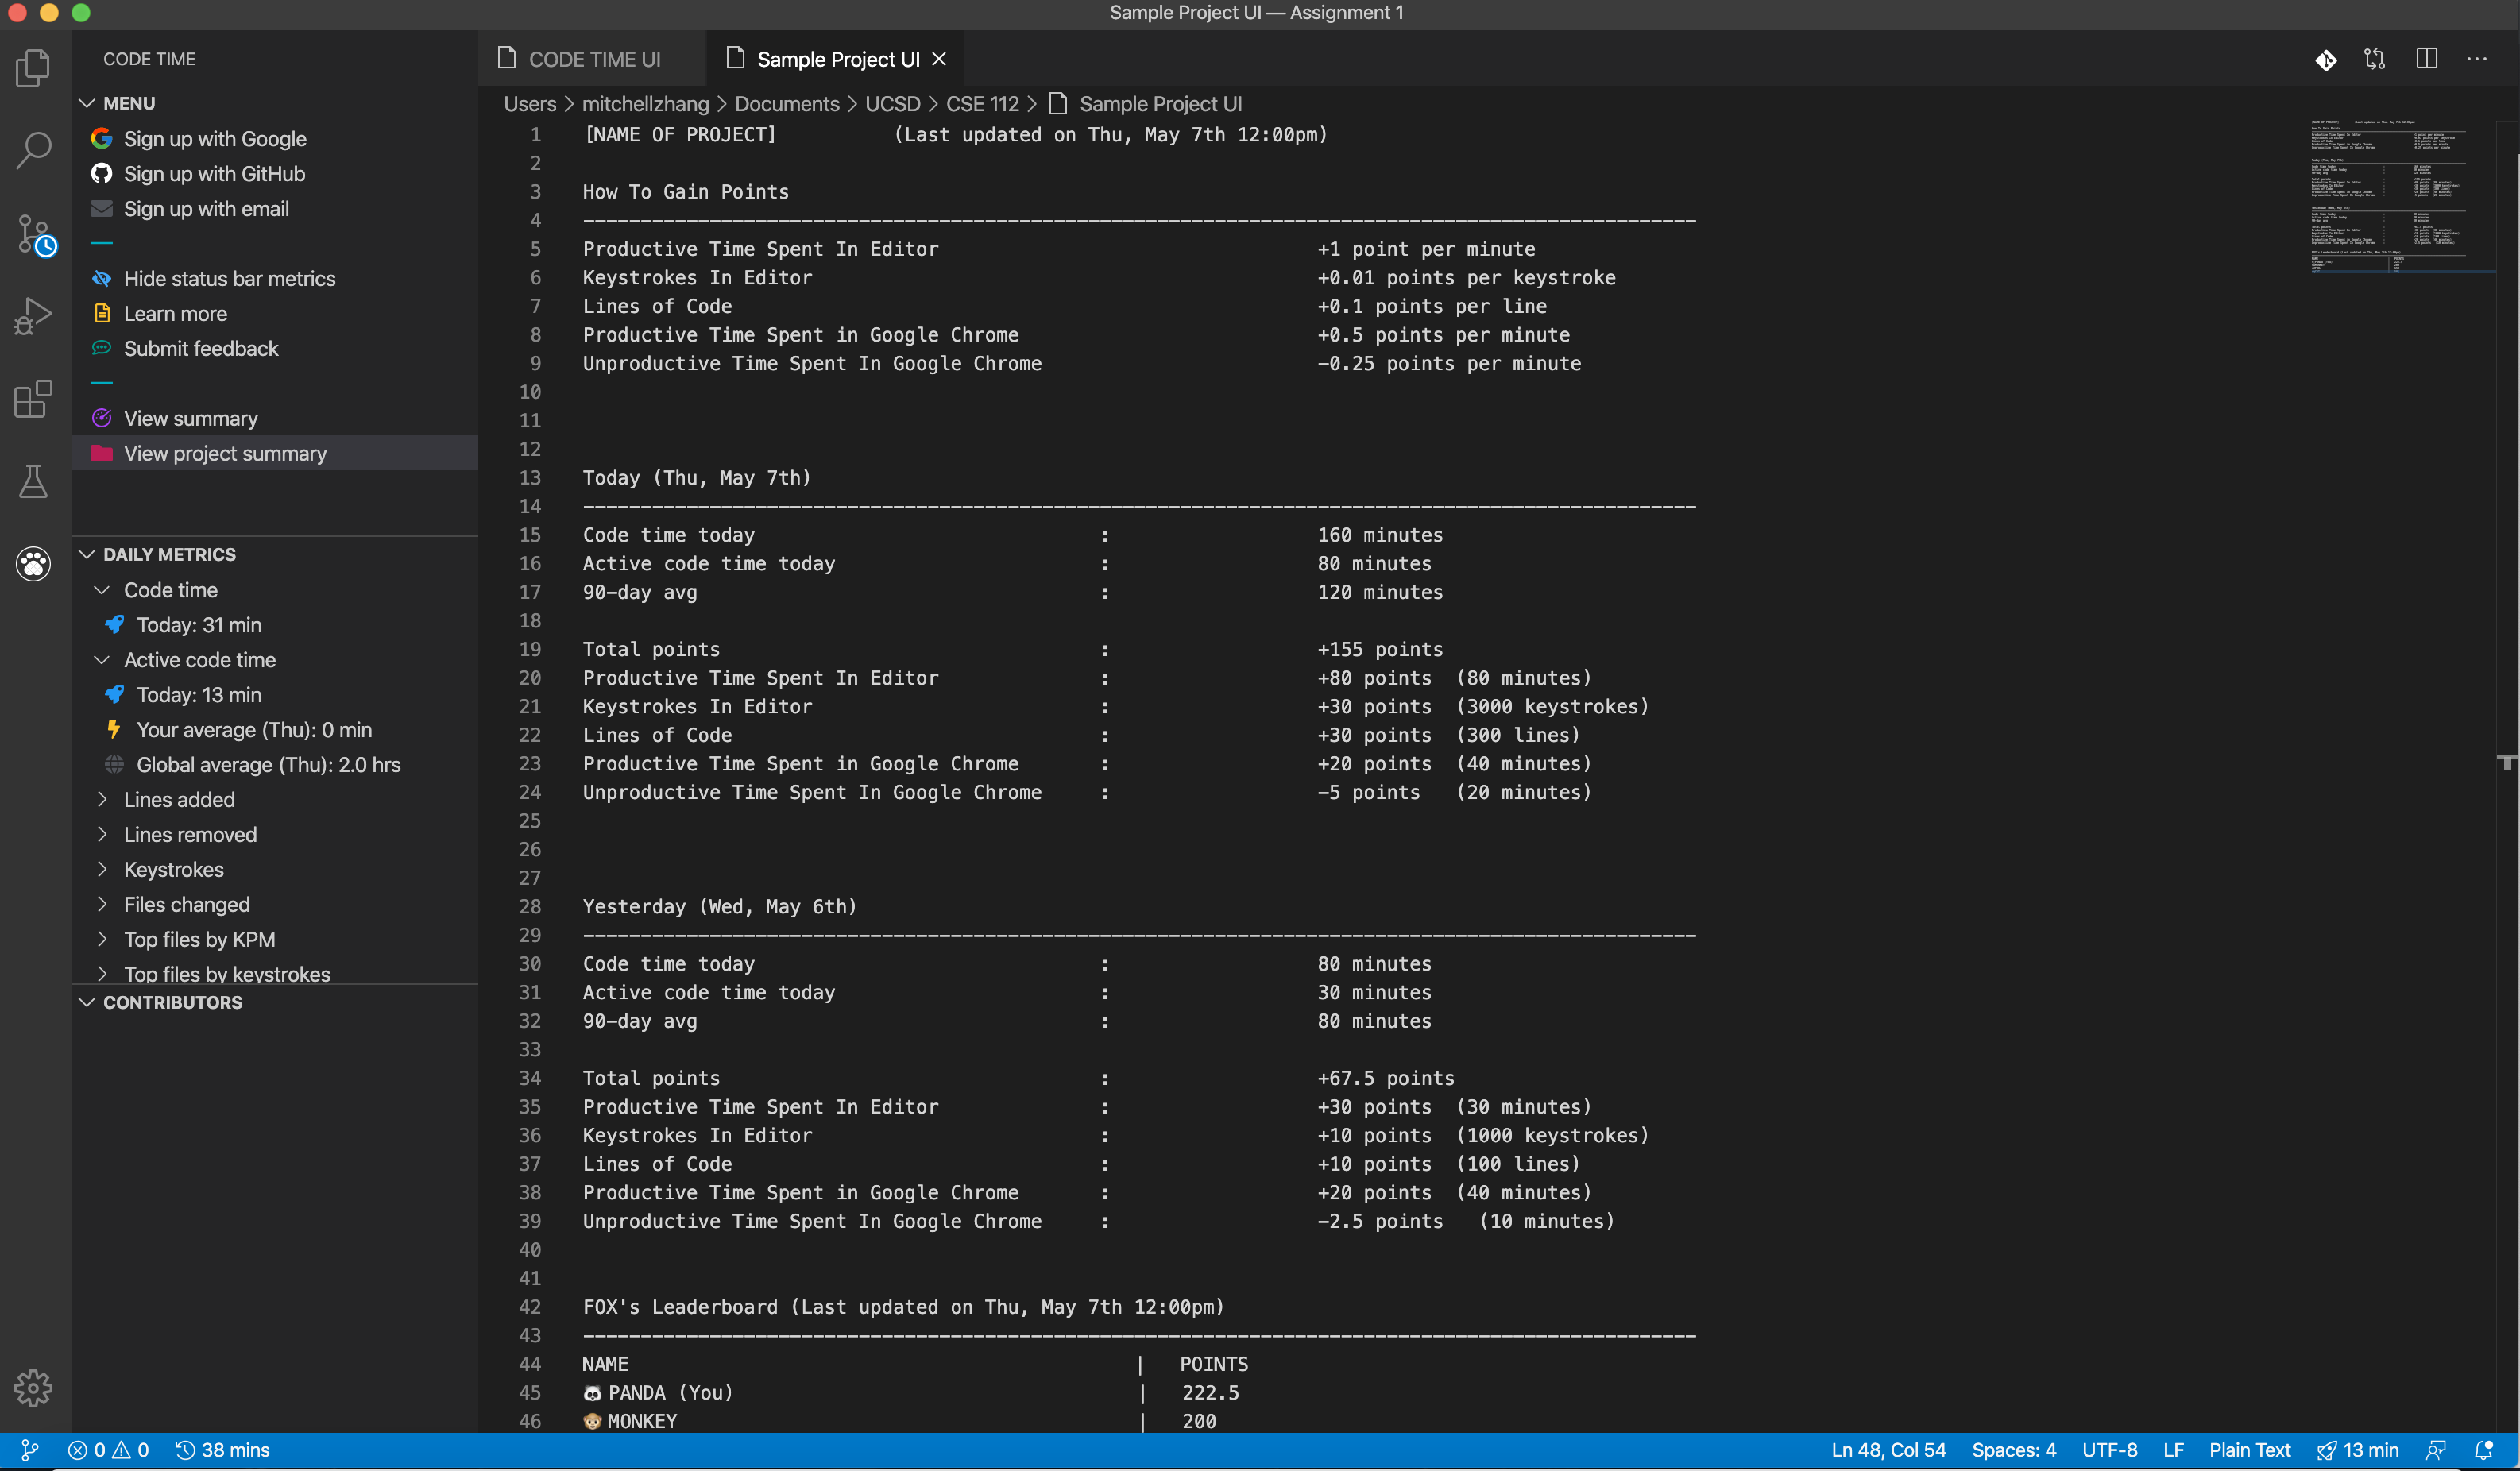 Sample Project UI — Assignment 1
CODE TIME
MENU
Sign up with Google
Sign up with GitHub
Sign up with email
Hide status bar metrics
Learn more
Submit feedback
View summary
View project summary
DAILY METRICS
Code time
Today: 31 min
Active code time
Today: 13 min
Your average (Thu): 0 min
Global average (Thu): 2.0 hrs
Lines added
Lines removed
Keystrokes
Files changed
Top files by KPM
Top files by keystrokes
CONTRIBUTORS
CODE TIME UI
Sample Project UI
Users > mitchellzhang > Documents > UCSD > CSE 112 > Sample Project UI
1 [NAME OF PROJECT] (Last updated on Thu, May 7th 12:00pm)
2
3 How To Gain Points
4 -------------------------------------------------------------------------------------------------
5 Productive Time Spent In Editor +1 point per minute
6 Keystrokes In Editor +0.01 points per keystroke
7 Lines of Code +0.1 points per line
8 Productive Time Spent in Google Chrome +0.5 points per minute
9 Unproductive Time Spent In Google Chrome -0.25 points per minute
10
11
12
13 Today (Thu, May 7th)
14 -------------------------------------------------------------------------------------------------
15 Code time today : 160 minutes
16 Active code time today : 80 minutes
17 90-day avg : 120 minutes
18
19 Total points : +155 points
20 Productive Time Spent In Editor : +80 points (80 minutes)
21 Keystrokes In Editor : +30 points (3000 keystrokes)
22 Lines of Code : +30 points (300 lines)
23 Productive Time Spent in Google Chrome : +20 points (40 minutes)
24 Unproductive Time Spent In Google Chrome : -5 points (20 minutes)
25
26
27
28 Yesterday (Wed, May 6th)
29 -------------------------------------------------------------------------------------------------
30 Code time today : 80 minutes
31 Active code time today : 30 minutes
32 90-day avg : 80 minutes
33
34 Total points : +67.5 points
35 Productive Time Spent In Editor : +30 points (30 minutes)
36 Keystrokes In Editor : +10 points (1000 keystrokes)
37 Lines of Code : +10 points (100 lines)
38 Productive Time Spent in Google Chrome : +20 points (40 minutes)
39 Unproductive Time Spent In Google Chrome : -2.5 points (10 minutes)
40
41
42 FOX's Leaderboard (Last updated on Thu, May 7th 12:00pm)
43 -------------------------------------------------------------------------------------------------
44 NAME | POINTS
45 🐼 PANDA (You) | 222.5
46 🐵 MONKEY | 200
0 0 38 mins
Ln 48, Col 54 Spaces: 4 UTF-8 LF Plain Text 13 min